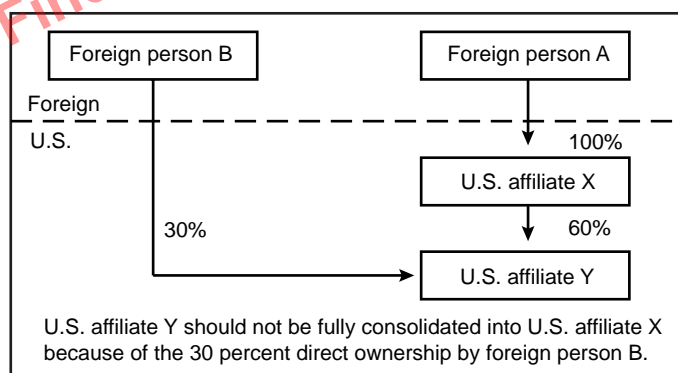 Foreign person B
Foreign person A
Foreign
U.S.
100%
U.S. affiliate X
30%
60%
U.S. affiliate Y
U.S. affiliate Y should not be fully consolidated into U.S. affiliate X
because of the 30 percent direct ownership by foreign person B.